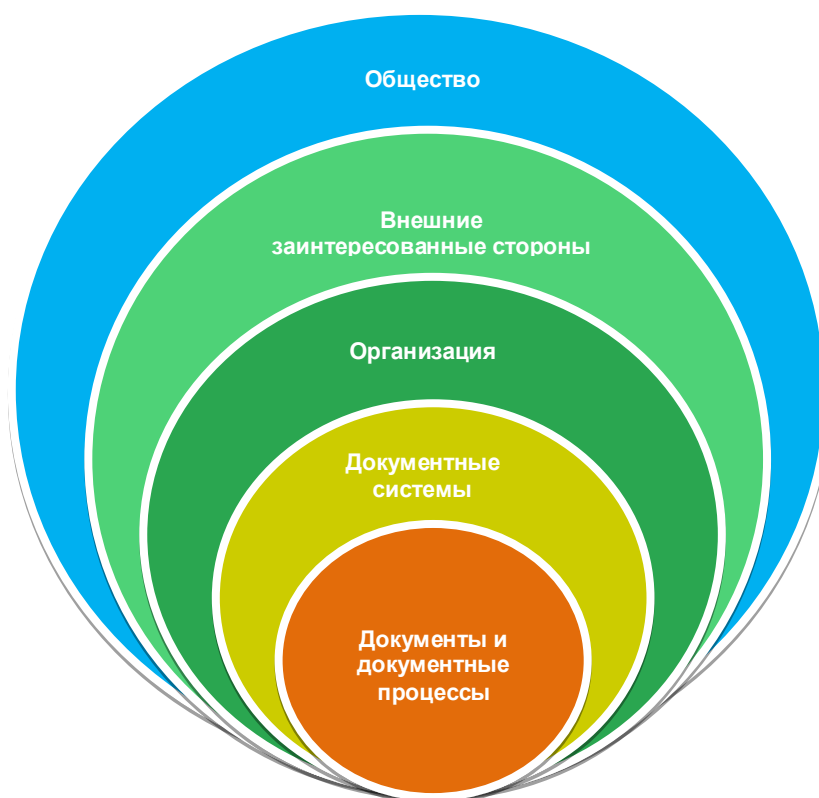 Общество
Внешние
заинтересованные стороны
Организация
Документные
системы
Документы и
документные
процессы